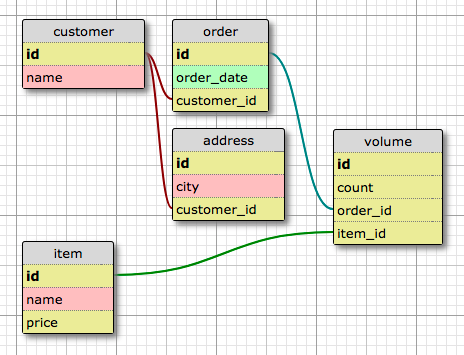 customer
id
name
order
id
order_date
customer_id
address
id
city
customer_id
volume
id
count
order_id
item_id
item
id
name
price